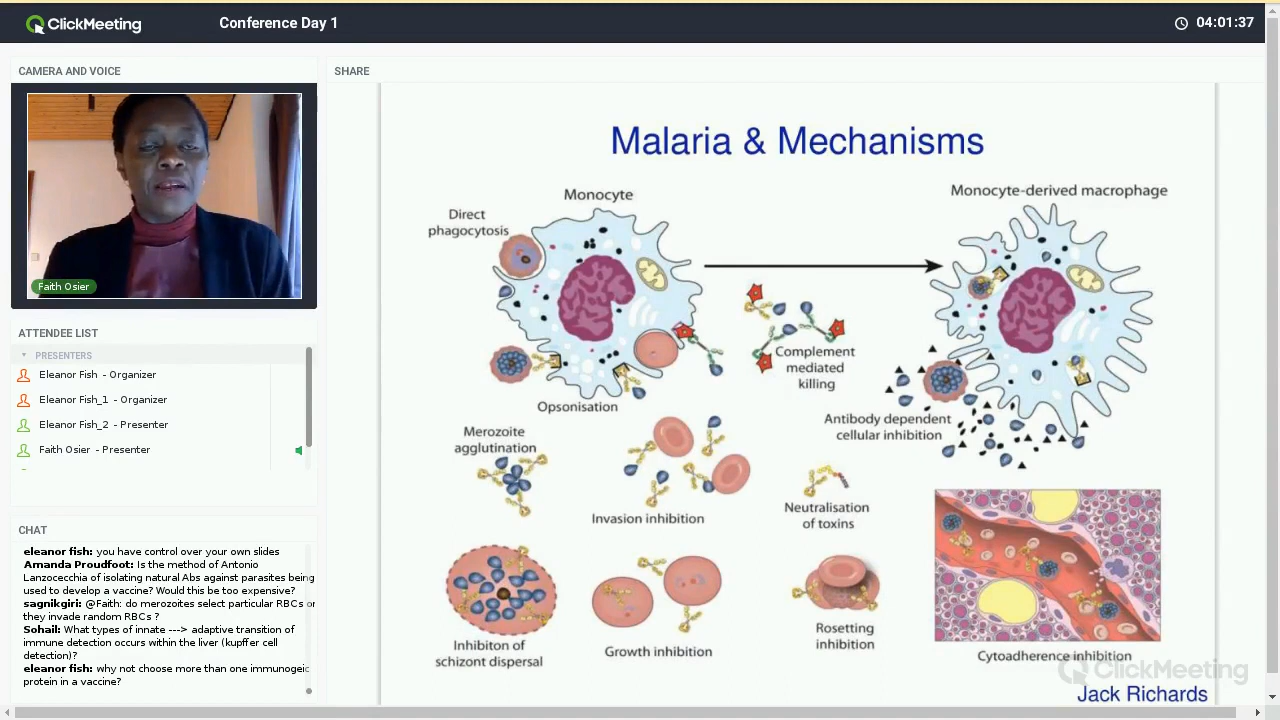 ClickMeeting
Conference Day 1
04:01:37
CAMERA AND VOICE
Faith Osier
ATTENDEE LIST
PRESENTERS
Eleanor Fish - Organizer
Eleanor Fish_1 - Organizer
Eleanor Fish_2 - Presenter
Faith Osier - Presenter
CHAT
eleanor fish: you have control over your own slides
Amanda Proudfoot: Is the method of Antonio
Lanzocecchia of isolating natural Abs against parasites being
used to develop a vaccine? Would this be too expensive?
sagnikgiri: @Faith: do merozoites select particular RBCs or
they invade random RBCs ?
Sohail: What types of innate ---> adaptive transition of
immune detection occurs within the liver (kupffer cell
detection)?
eleanor fish: why not choose more than one immunogeic
protein in a vaccine?
SHARE
Malaria & Mechanisms
Monocyte
Monocyte-derived macrophage
Direct
phagocytosis
Complement
mediated
killing
Opsonisation
Antibody dependent
cellular inhibition
Merozoite
agglutination
Invasion inhibition
Neutralisation
of toxins
Inhibiton of
schizont dispersal
Growth inhibition
Rosetting
inhibition
Cytoadherence inhibition
ClickMeeting
Jack Richards